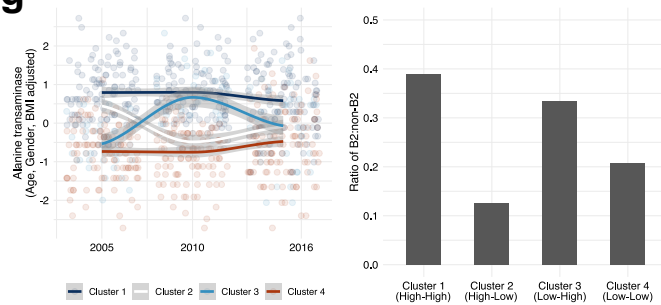 g
Alanine transaminase
(Age, Gender, BMI adjusted)
2
1
0
-1
-2
2005
2010
2016
Cluster 1
Cluster 2
Cluster 3
Cluster 4
Ratio of B2:non-B2
0.5
0.4
0.3
0.2
0.1
0.0
Cluster 1
(High-High)
Cluster 2
(High-Low)
Cluster 3
(Low-High)
Cluster 4
(Low-Low)